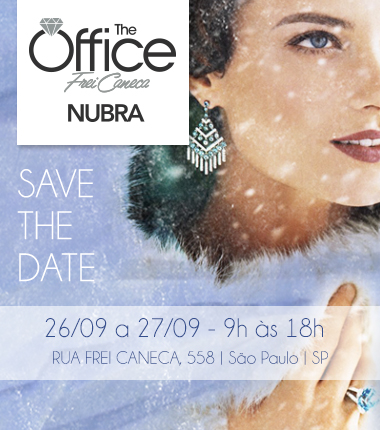 The
Office
Frei Caneca
NUBRA
SAVE
THE
DATE
26/09 a 27/09 - 9h às 18h
RUA FREI CANECA, 558 | São Paulo | SP